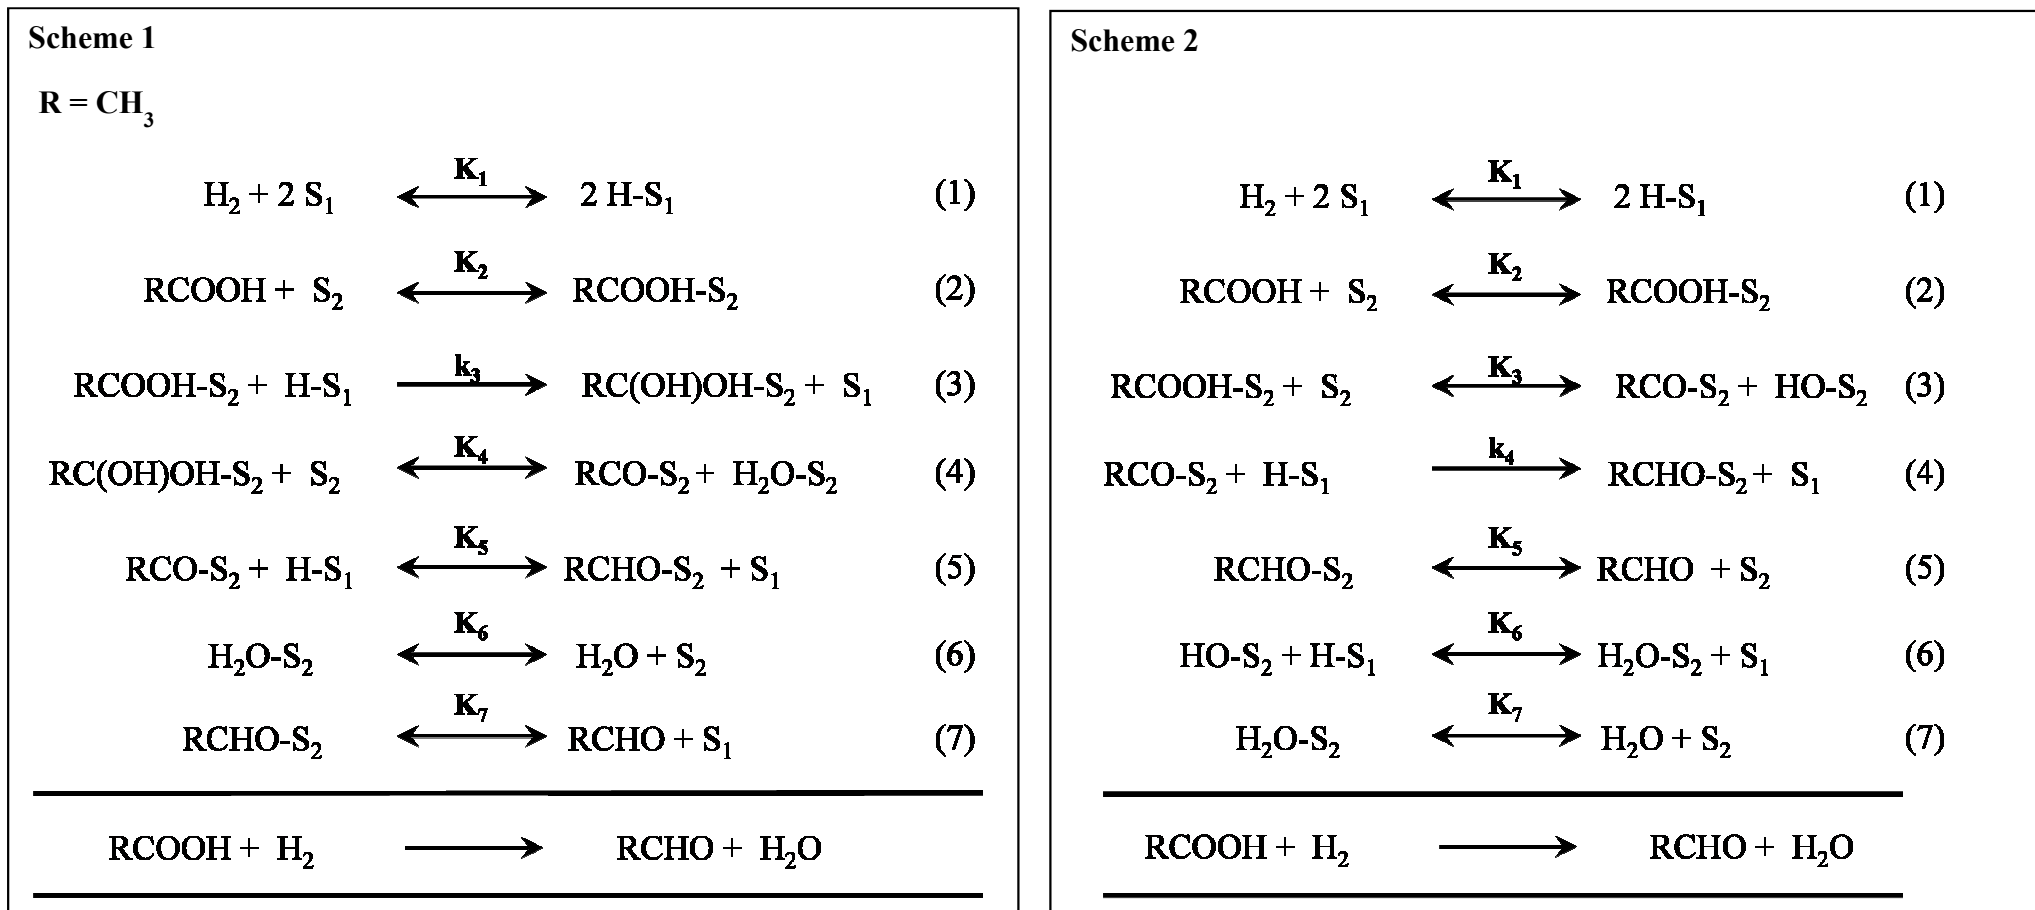 Scheme 1
R = CH₃
H₂ + 2 S₁ K₁ ⟷ 2 H-S₁ (1)
RCOOH + S₂ K₂ ⟷ RCOOH-S₂ (2)
RCOOH-S₂ + H-S₁ k₃ ⟶ RC(OH)OH-S₂ + S₁ (3)
RC(OH)OH-S₂ + S₂ K₄ ⟷ RCO-S₂ + H₂O-S₂ (4)
RCO-S₂ + H-S₁ K₅ ⟷ RCHO-S₂ + S₁ (5)
H₂O-S₂ K₆ ⟷ H₂O + S₂ (6)
RCHO-S₂ K₇ ⟷ RCHO + S₁ (7)
RCOOH + H₂ ⟶ RCHO + H₂O
Scheme 2
H₂ + 2 S₁ K₁ ⟷ 2 H-S₁ (1)
RCOOH + S₂ K₂ ⟷ RCOOH-S₂ (2)
RCOOH-S₂ + S₂ K₃ ⟷ RCO-S₂ + HO-S₂ (3)
RCO-S₂ + H-S₁ k₄ ⟶ RCHO-S₂ + S₁ (4)
RCHO-S₂ K₅ ⟷ RCHO + S₂ (5)
HO-S₂ + H-S₁ K₆ ⟷ H₂O-S₂ + S₁ (6)
H₂O-S₂ K₇ ⟷ H₂O + S₂ (7)
RCOOH + H₂ ⟶ RCHO + H₂O